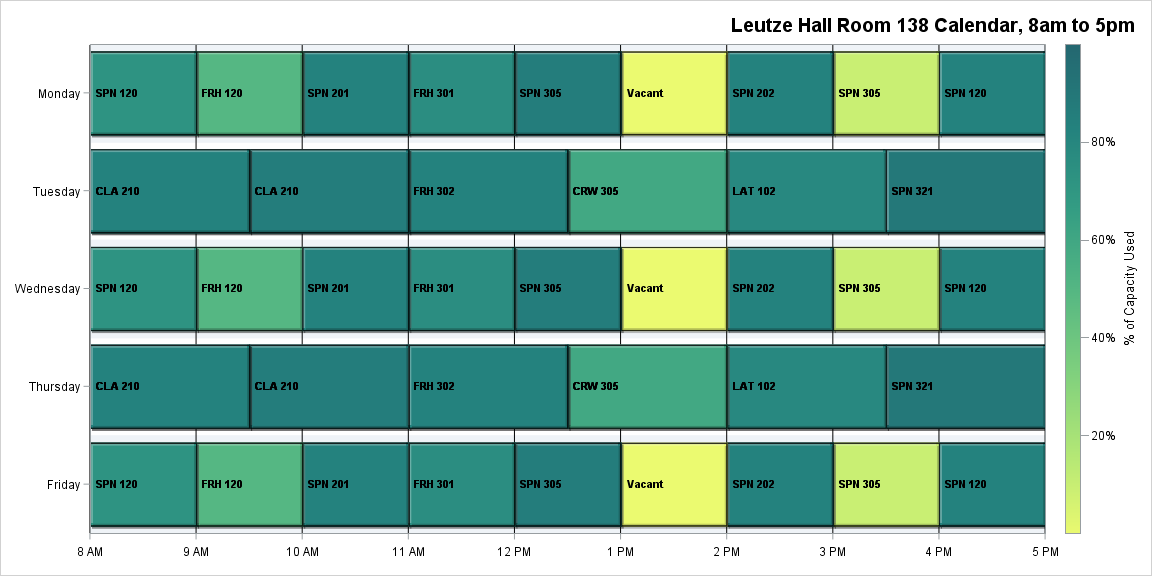 Leutze Hall Room 138 Calendar, 8am to 5pm
Monday SPN 120 FRH 120 SPN 201 FRH 301 SPN 305 Vacant SPN 202 SPN 305 SPN 120
80%
Tuesday CLA 210 CLA 210 FRH 302 CRW 305 LAT 102 SPN 321
60%
% of Capacity Used
Wednesday SPN 120 FRH 120 SPN 201 FRH 301 SPN 305 Vacant SPN 202 SPN 305 SPN 120
40%
Thursday CLA 210 CLA 210 FRH 302 CRW 305 LAT 102 SPN 321
20%
Friday SPN 120 FRH 120 SPN 201 FRH 301 SPN 305 Vacant SPN 202 SPN 305 SPN 120
8 AM 9 AM 10 AM 11 AM 12 PM 1 PM 2 PM 3 PM 4 PM 5 PM